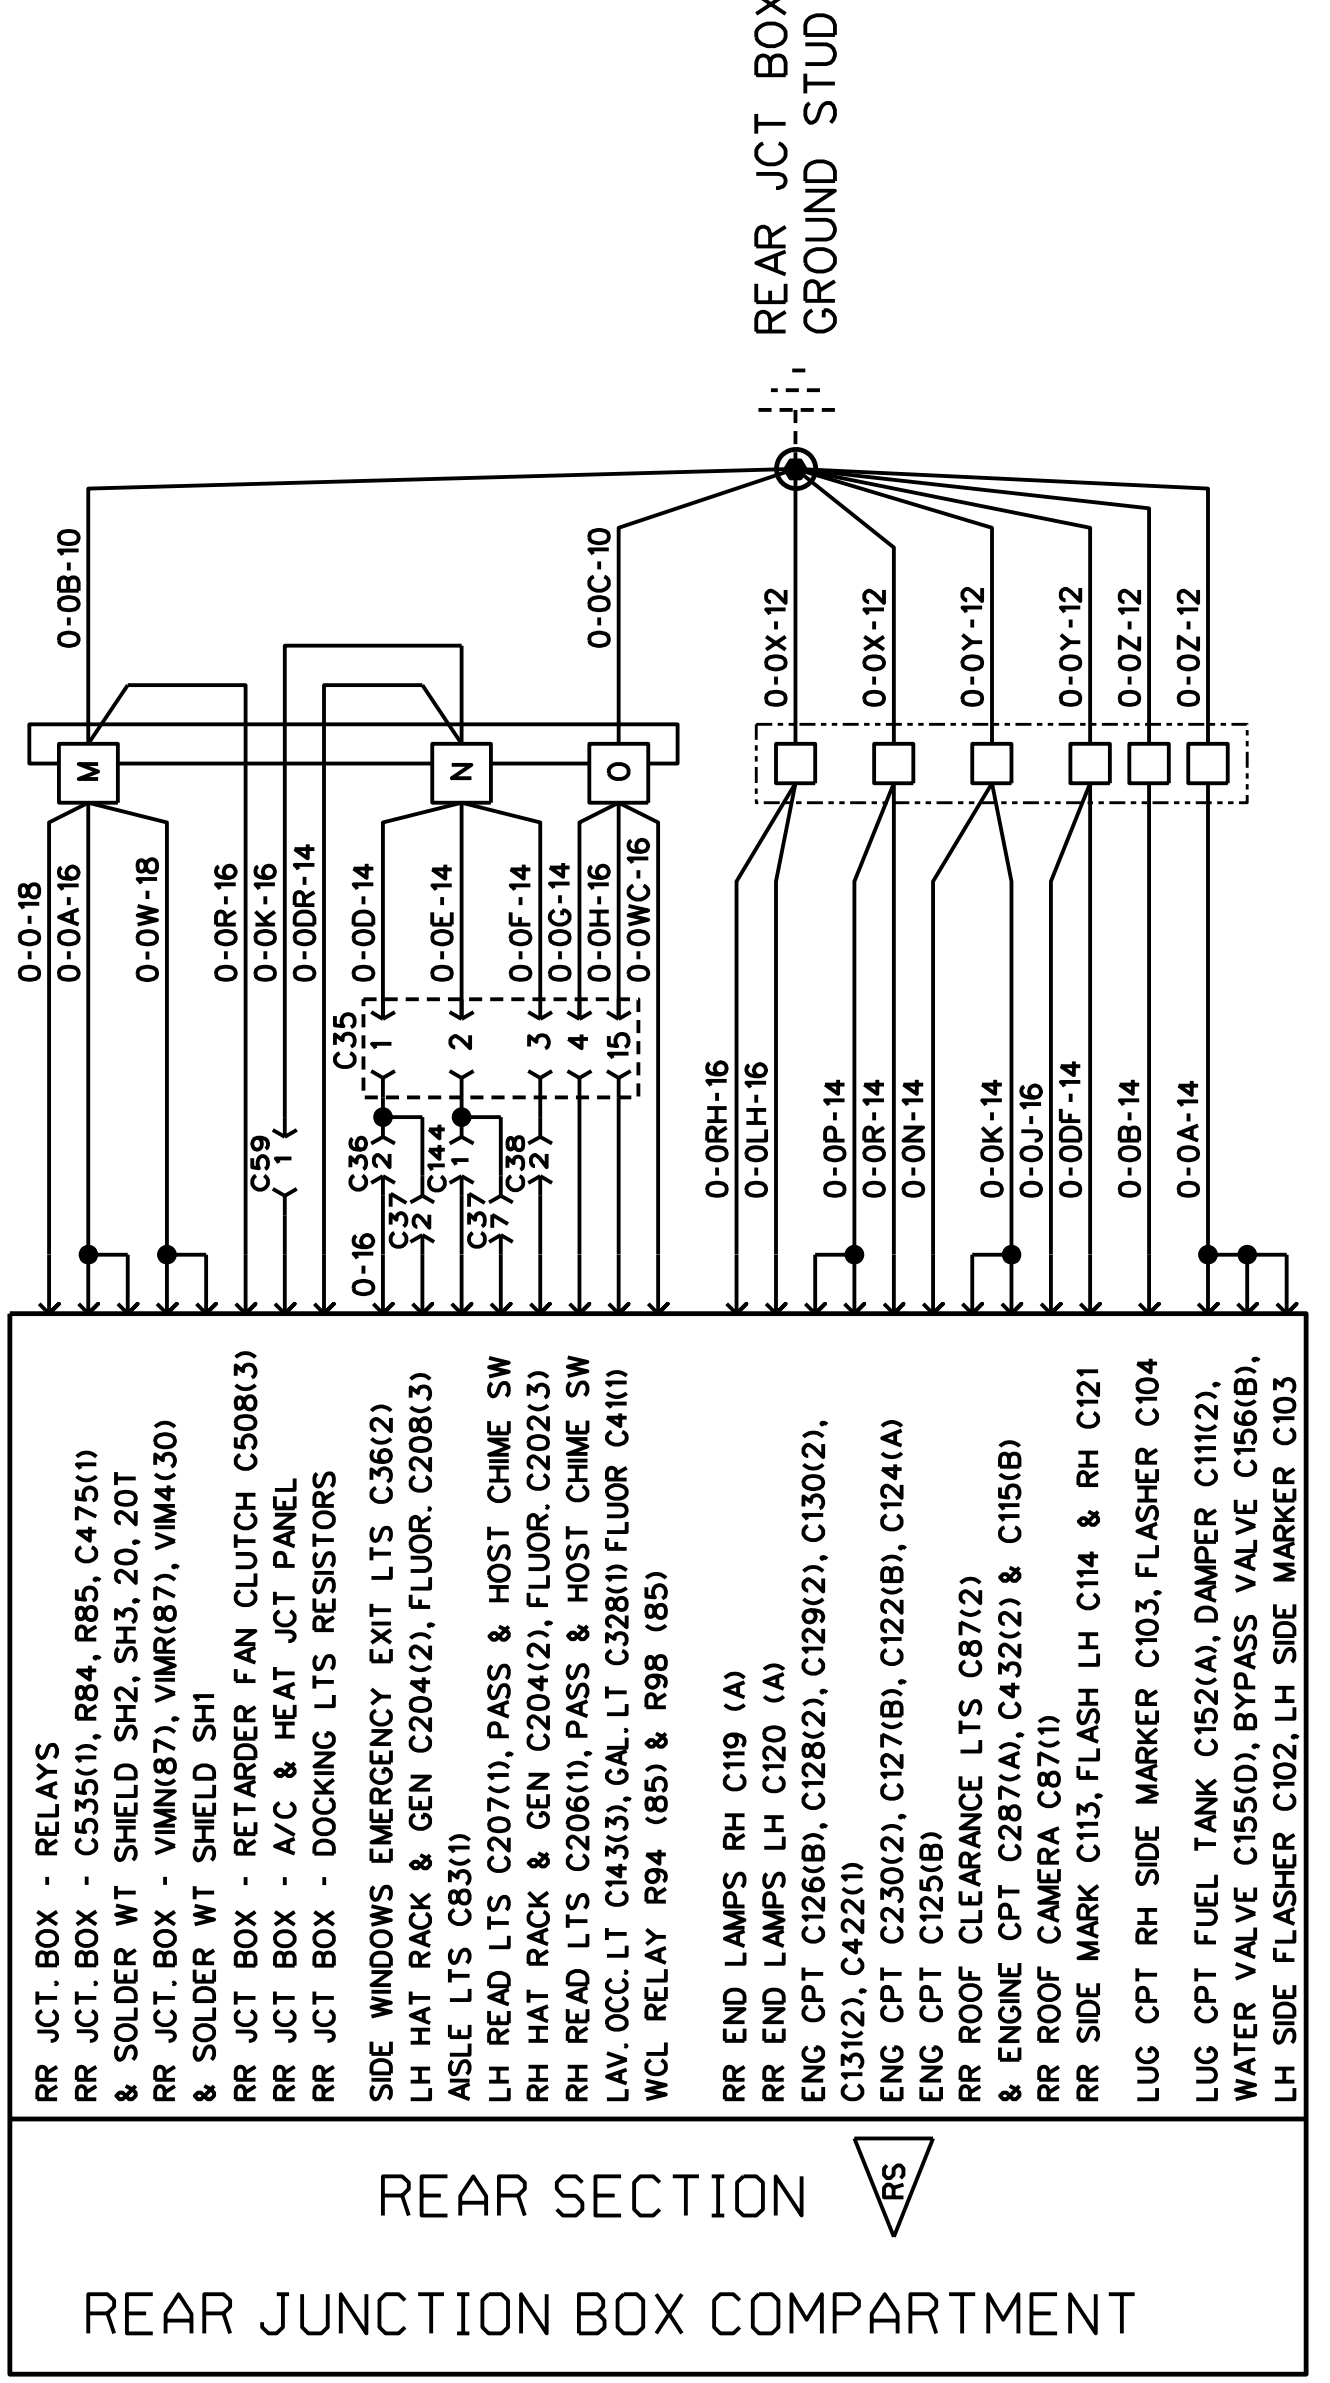 REAR JCT BOX
GROUND STUD
0-0B-10
0-0C-10
0-0X-12
0-0X-12
0-0Y-12
0-0Y-12
0-0Z-12
0-0Z-12
M
N
O
0-0-18
0-0A-16
0-0W-18
0-0R-16
0-0K-16
0-0DR-14
0-0D-14
0-0E-14
0-0F-14
0-0G-14
0-0H-16
0-0WC-16
C35
1
2
3
4
15
C59
1
C36
2
C37
2
C144
1
C37
7
C38
2
0-16
0-0RH-16
0-0LH-16
0-0P-14
0-0R-14
0-0N-14
0-0K-14
0-0J-16
0-0DF-14
0-0B-14
0-0A-14
RR JCT. BOX - RELAYS
RR JCT. BOX - C535(1), R84, R85, C475(1)
& SOLDER WT SHIELD SH2, SH3, 20, 20T
RR JCT. BOX - VIMN(87), VIMR(87), VIM4(30)
& SOLDER WT SHIELD SH1
RR JCT BOX - RETARDER FAN CLUTCH C508(3)
RR JCT BOX - A/C & HEAT JCT PANEL
RR JCT BOX - DOCKING LTS RESISTORS
SIDE WINDOWS EMERGENCY EXIT LTS C36(2)
LH HAT RACK & GEN C204(2), FLUOR. C208(3)
AISLE LTS C83(1)
LH READ LTS C207(1), PASS & HOST CHIME SW
RH HAT RACK & GEN C204(2), FLUOR. C202(3)
RH READ LTS C206(1), PASS & HOST CHIME SW
LAV. OCC. LT C143(3), GAL. LT C328(1) FLUOR C41(1)
WCL RELAY R94 (85) & R98 (85)
RR END LAMPS RH C119 (A)
RR END LAMPS LH C120 (A)
ENG CPT C126(B), C128(2), C129(2), C130(2),
C131(2), C422(1)
ENG CPT C230(2), C127(B), C122(B), C124(A)
ENG CPT C125(B)
RR ROOF CLEARANCE LTS C87(2)
& ENGINE CPT C287(A), C432(2) & C115(B)
RR ROOF CAMERA C87(1)
RR SIDE MARK C113, FLASH LH C114 & RH C121
LUG CPT RH SIDE MARKER C103, FLASHER C104
LUG CPT FUEL TANK C152(A), DAMPER C111(2),
WATER VALVE C155(D), BYPASS VALVE C156(B),
LH SIDE FLASHER C102, LH SIDE MARKER C103
REAR SECTION
RS
REAR JUNCTION BOX COMPARTMENT